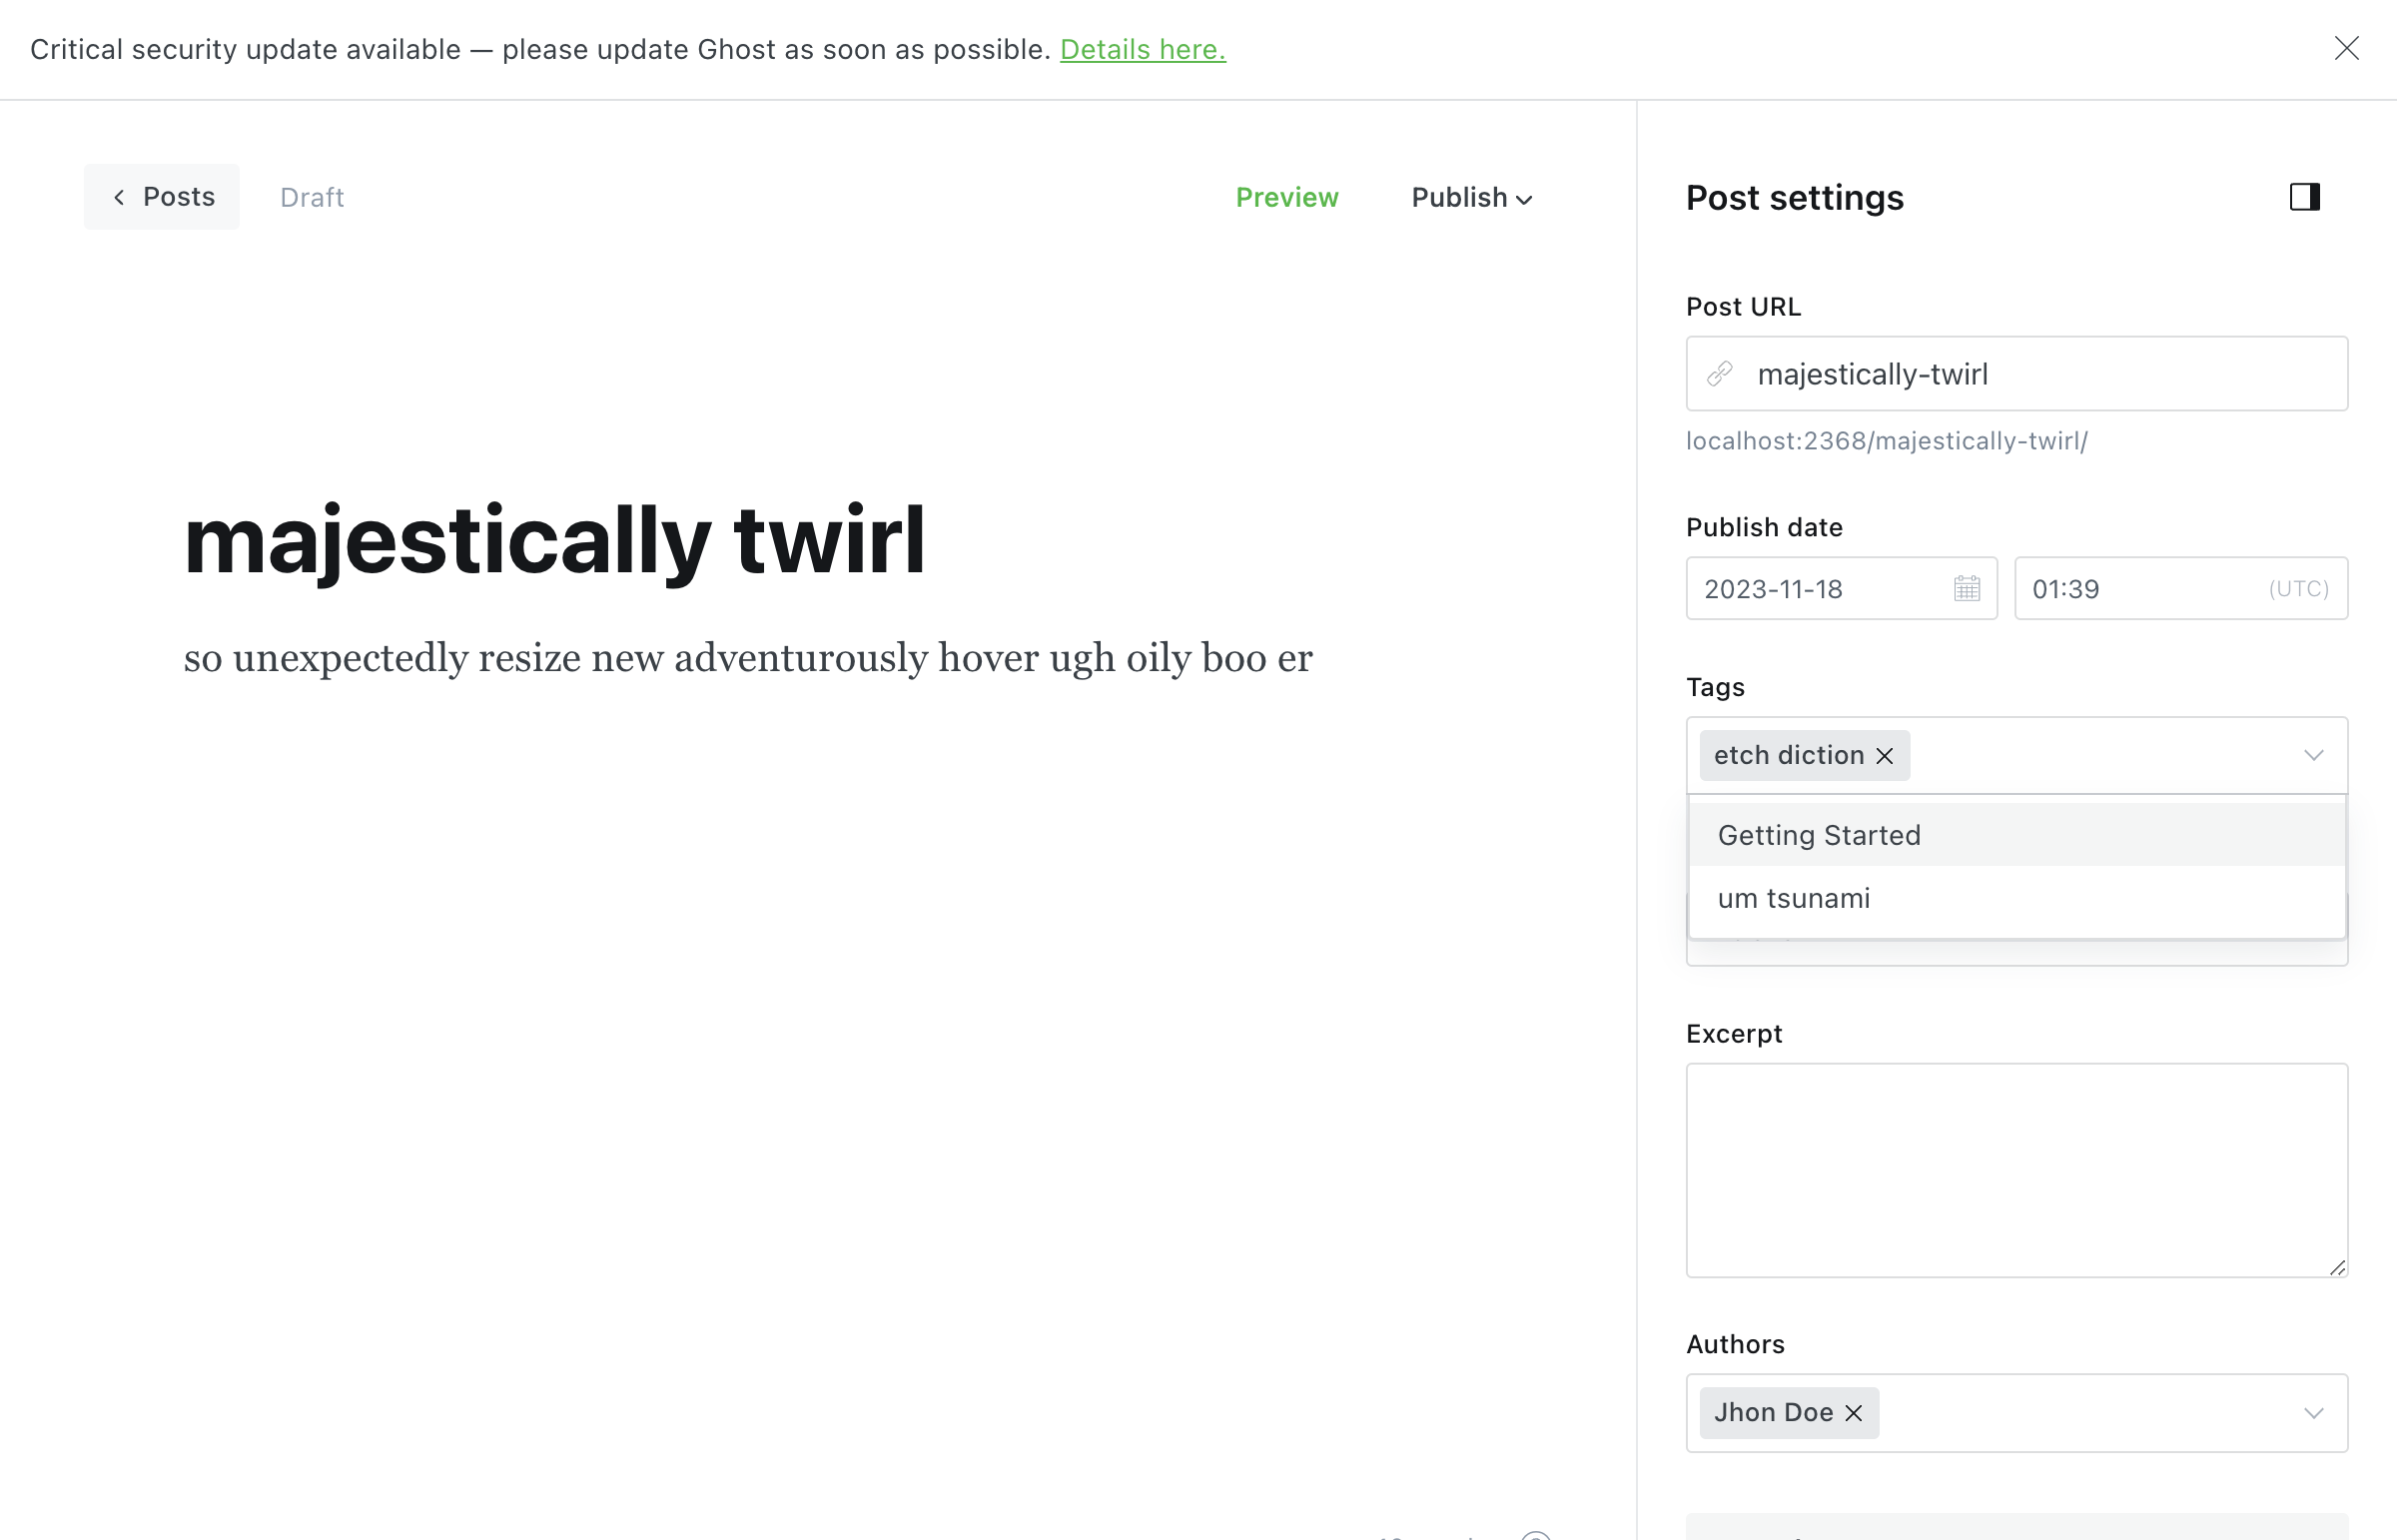 Critical security update available — please update Ghost as soon as possible. Details here.
Posts
Draft
Preview
Publish
Post settings
Post URL
majestically-twirl
localhost:2368/majestically-twirl/
Publish date
2023-11-18
01:39
(UTC)
majestically twirl
so unexpectedly resize new adventurously hover ugh oily boo er
Tags
etch diction
Getting Started
um tsunami
Excerpt
Authors
Jhon Doe